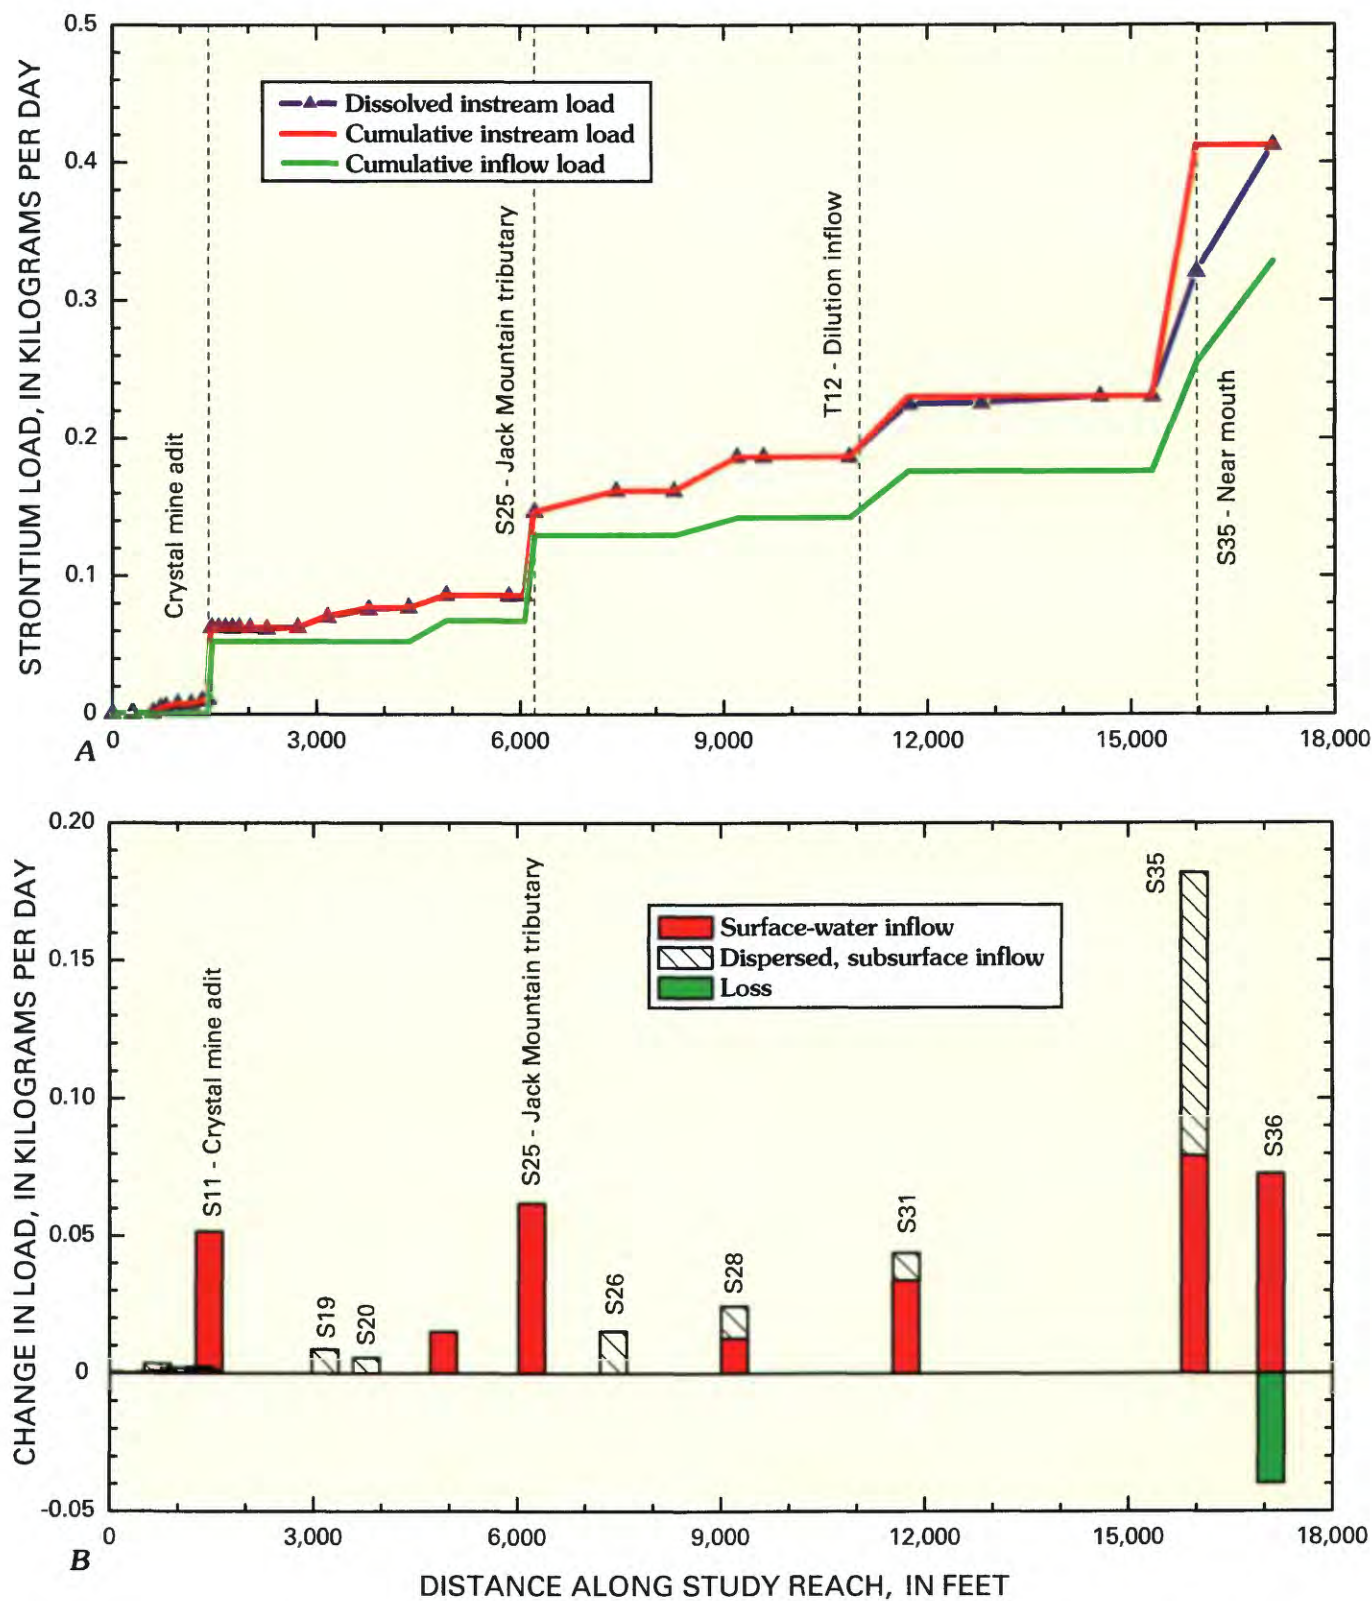 STRONTIUM LOAD, IN KILOGRAMS PER DAY
0.5
0.4
0.3
0.2
0.1
0
Dissolved instream load
Cumulative instream load
Cumulative inflow load
Crystal mine adit
S25 - Jack Mountain tributary
T12 - Dilution inflow
S35 - Near mouth
A
0 3,000 6,000 9,000 12,000 15,000 18,000
CHANGE IN LOAD, IN KILOGRAMS PER DAY
0.20
0.15
0.10
0.05
0
-0.05
Surface-water inflow
Dispersed, subsurface inflow
Loss
S11 - Crystal mine adit
S19
S20
S25 - Jack Mountain tributary
S26
S28
S31
S35
S36
B
0 3,000 6,000 9,000 12,000 15,000 18,000
DISTANCE ALONG STUDY REACH, IN FEET